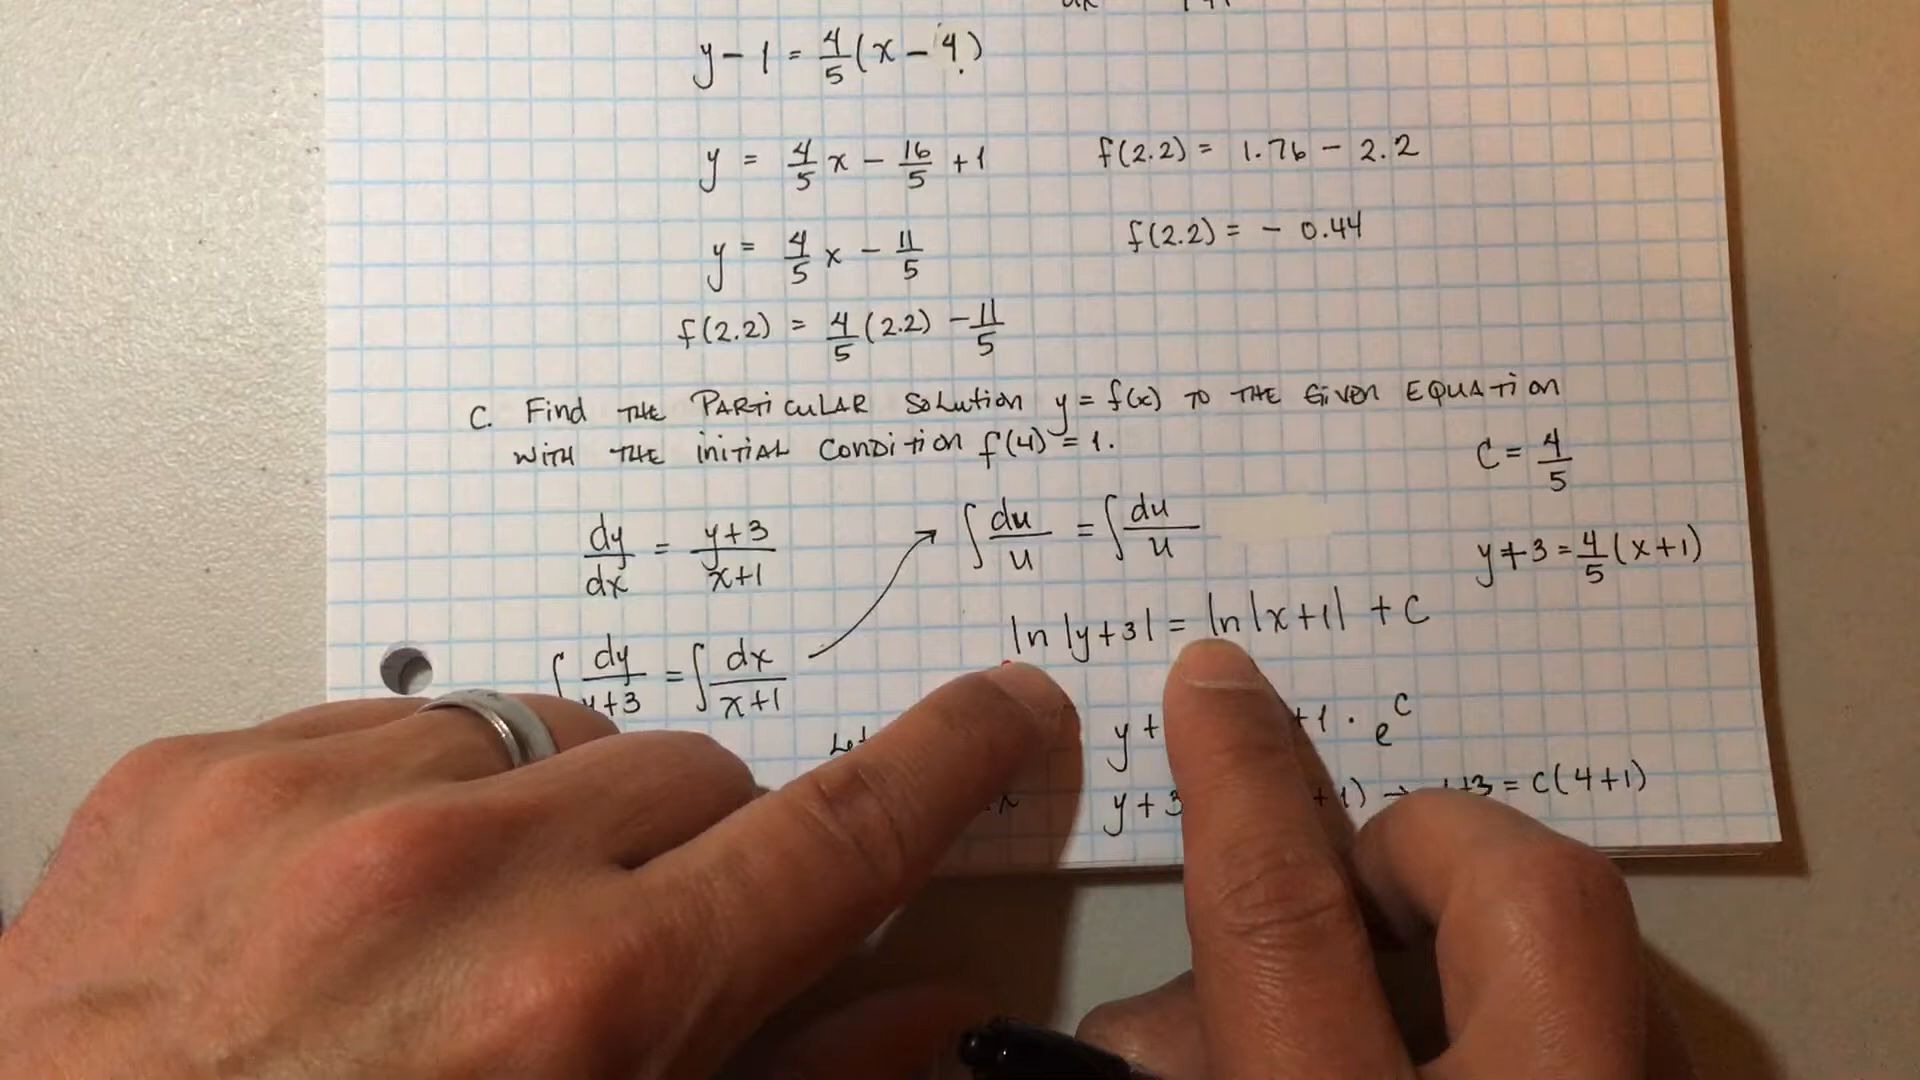 y - 1 = 4/5 (x - 4)
y = 4/5 x - 16/5 + 1
y = 4/5 x - 11/5
f(2.2) = 4/5 (2.2) - 11/5
f(2.2) = 1.76 - 2.2
f(2.2) = - 0.44
C. Find THE PARTicuLAR Solution y = f(x) TO THE GivEn EQUATion
WiTH THE initiAL Condition f(4) = 1.
dy/dx = y+3/x+1
∫ dy/y+3 = ∫ dx/x+1
∫ du/u = ∫ du/u
ln |y+3| = ln |x+1| + C
Let
y + +1 · e^C
y + 3 +1) → +3 = C(4+1)
C = 4/5
y + 3 = 4/5 (x+1)